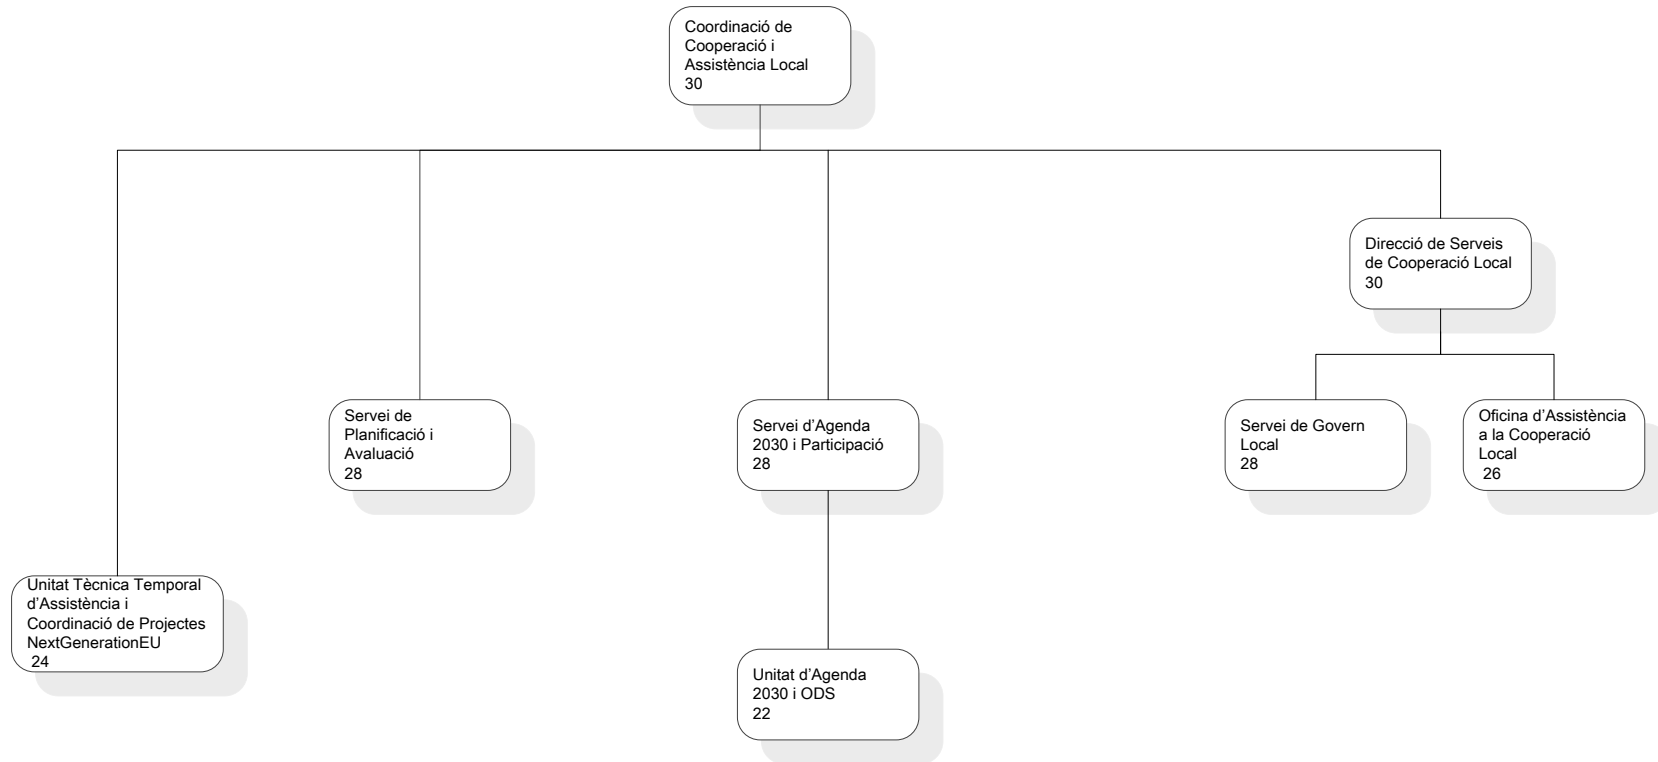 Coordinació de
Cooperació i
Assistència Local
30
Direcció de Serveis
de Cooperació Local
30
Servei de
Planificació i
Avaluació
28
Servei d’Agenda
2030 i Participació
28
Servei de Govern
Local
28
Oficina d’Assistència
a la Cooperació
Local
26
Unitat Tècnica Temporal
d’Assistència i
Coordinació de Projectes
NextGenerationEU
24
Unitat d’Agenda
2030 i ODS
22